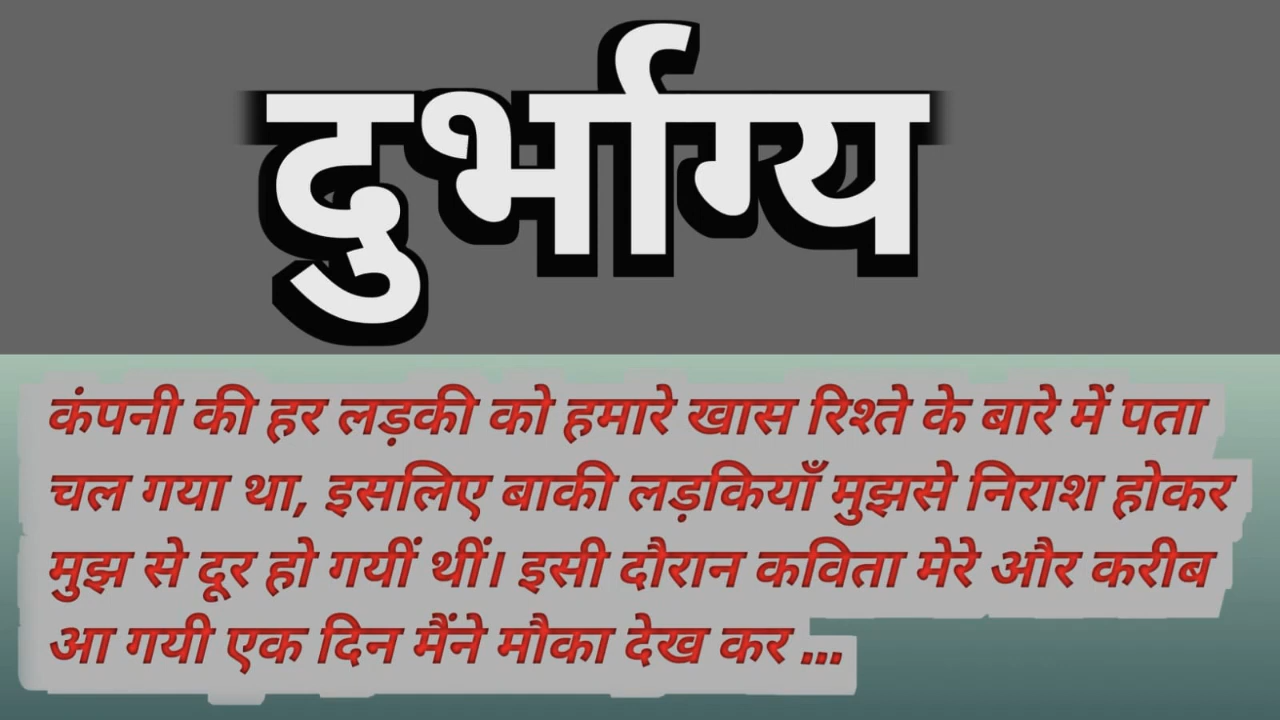 दुर्भाग्य
कंपनी की हर लड़की को हमारे खास रिश्ते के बारे में पता
चल गया था, इसलिए बाकी लड़कियाँ मुझसे निराश होकर
मुझ से दूर हो गयीं थीं। इसी दौरान कविता मेरे और करीब
आ गयी एक दिन मैंने मौका देख कर ...